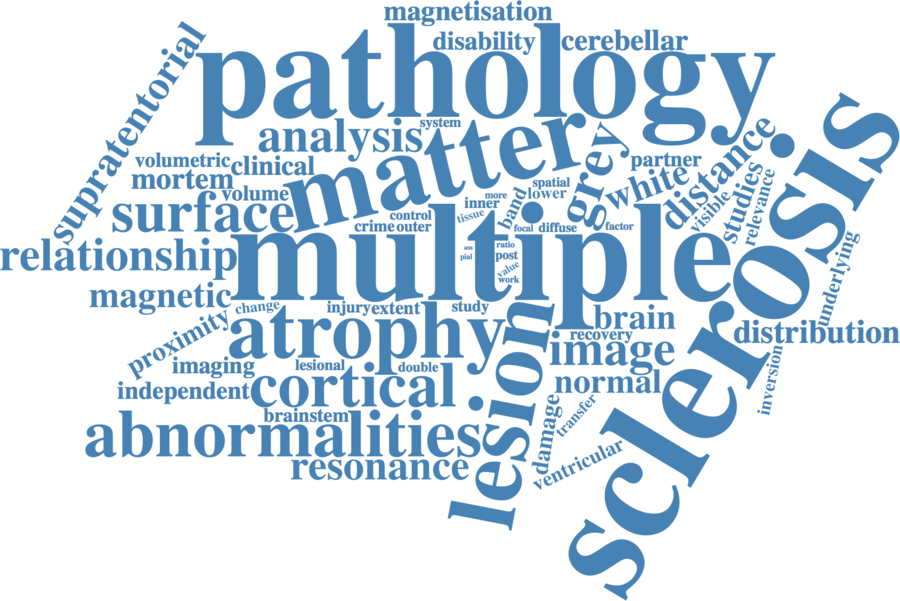 magnetisation
disability
cerebellar
pathology
supratentorial
analysis
system
matter
grey
distance
volumetric
clinical
mortem
volume
partner
white
visible
studies
relevance
surface
control
crime
outer
tissue
inner
more
band
spatial
lower
focal
diffuse
factor
sclerosis
relationship
multiple
ratio
post
pial
value
work
underlying
magnetic
change
injury
extent
study
proximity
atrophy
lesion
brain
recovery
distribution
imaging
lesional
double
image
inversion
independent
cortical
normal
brainstem
damage
transfer
abnormalities
resonance
ventricular